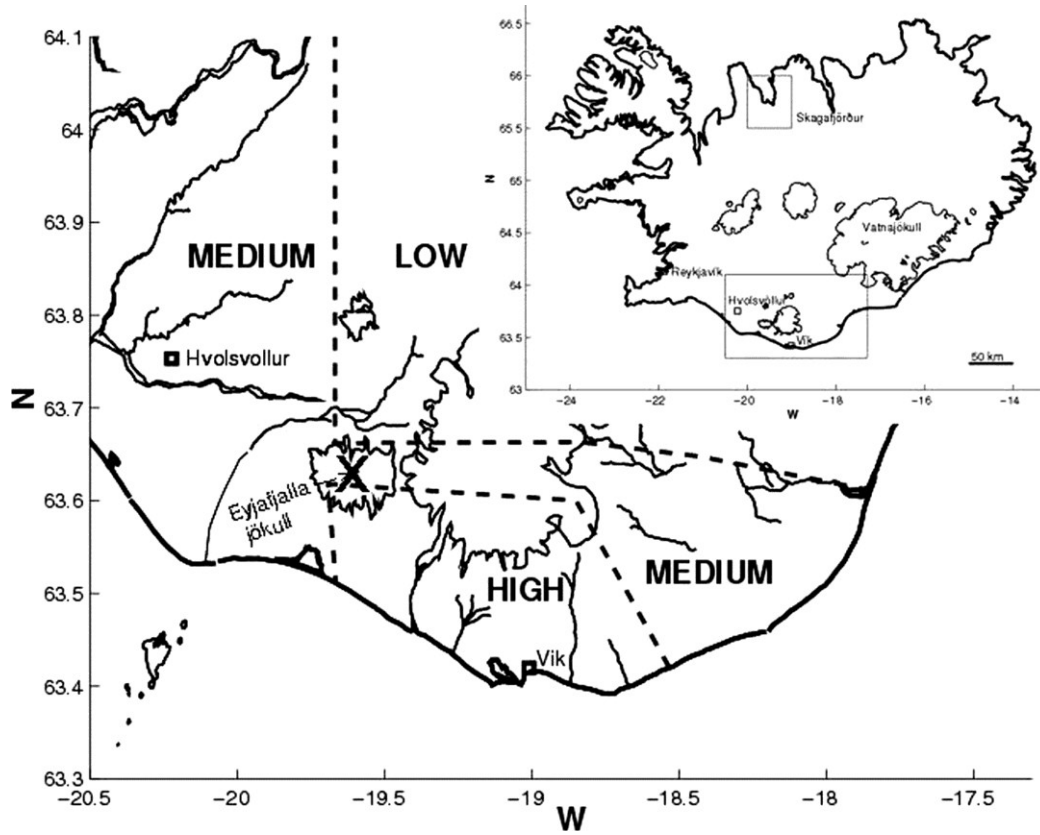 64.1
64
63.9
63.8
63.7
63.6
63.5
63.4
63.3
N
−20.5
−20
−19.5
−19
−18.5
−18
−17.5
W
MEDIUM
LOW
Hvolsvollur
Eyjafjalla
jökull
X
HIGH
MEDIUM
Vik
66.5
66
65.5
65
64.5
64
63.5
63
N
−24
−22
−20
−18
−16
−14
W
Skagafjörður
Vatnajökull
Reykjavík
Hvolsvöllur
Vík
50 km